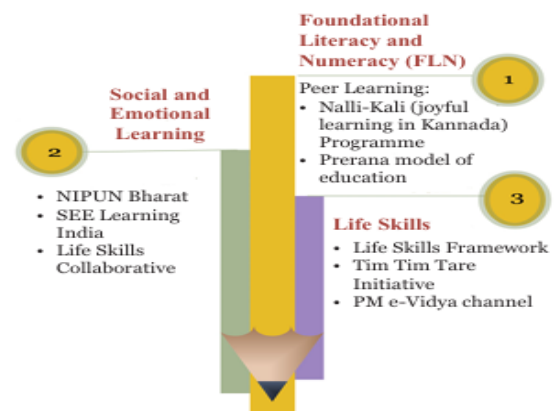 Foundational
Literacy and
Numeracy (FLN)
1
Peer Learning:
• Nalli-Kali (joyful
learning in Kannada)
Programme
• Prerana model of
education
Social and
Emotional
Learning
2
• NIPUN Bharat
• SEE Learning
India
• Life Skills
Collaborative
3
Life Skills
• Life Skills Framework
• Tim Tim Tare
Initiative
• PM e-Vidya channel